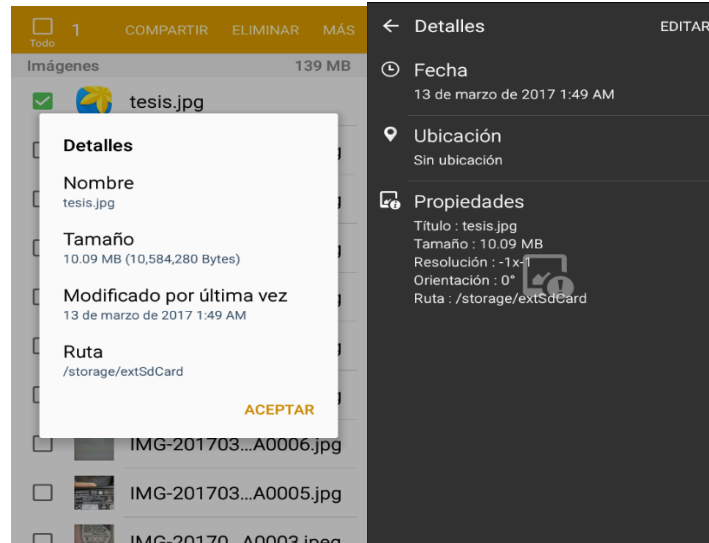 Todo
1
COMPARTIR
ELIMINAR
MÁS
Imágenes
139 MB
tesis.jpg
Detalles
Nombre
tesis.jpg
Tamaño
10.09 MB (10,584,280 Bytes)
Modificado por última vez
13 de marzo de 2017 1:49 AM
Ruta
/storage/extSdCard
ACEPTAR
IMG-201703...A0006.jpg
IMG-201703...A0005.jpg
IMG-20170...A0003.jpeg
Detalles
EDITAR
Fecha
13 de marzo de 2017 1:49 AM
Ubicación
Sin ubicación
Propiedades
Título : tesis.jpg
Tamaño : 10.09 MB
Resolución : -1x-1
Orientación : 0°
Ruta : /storage/extSdCard